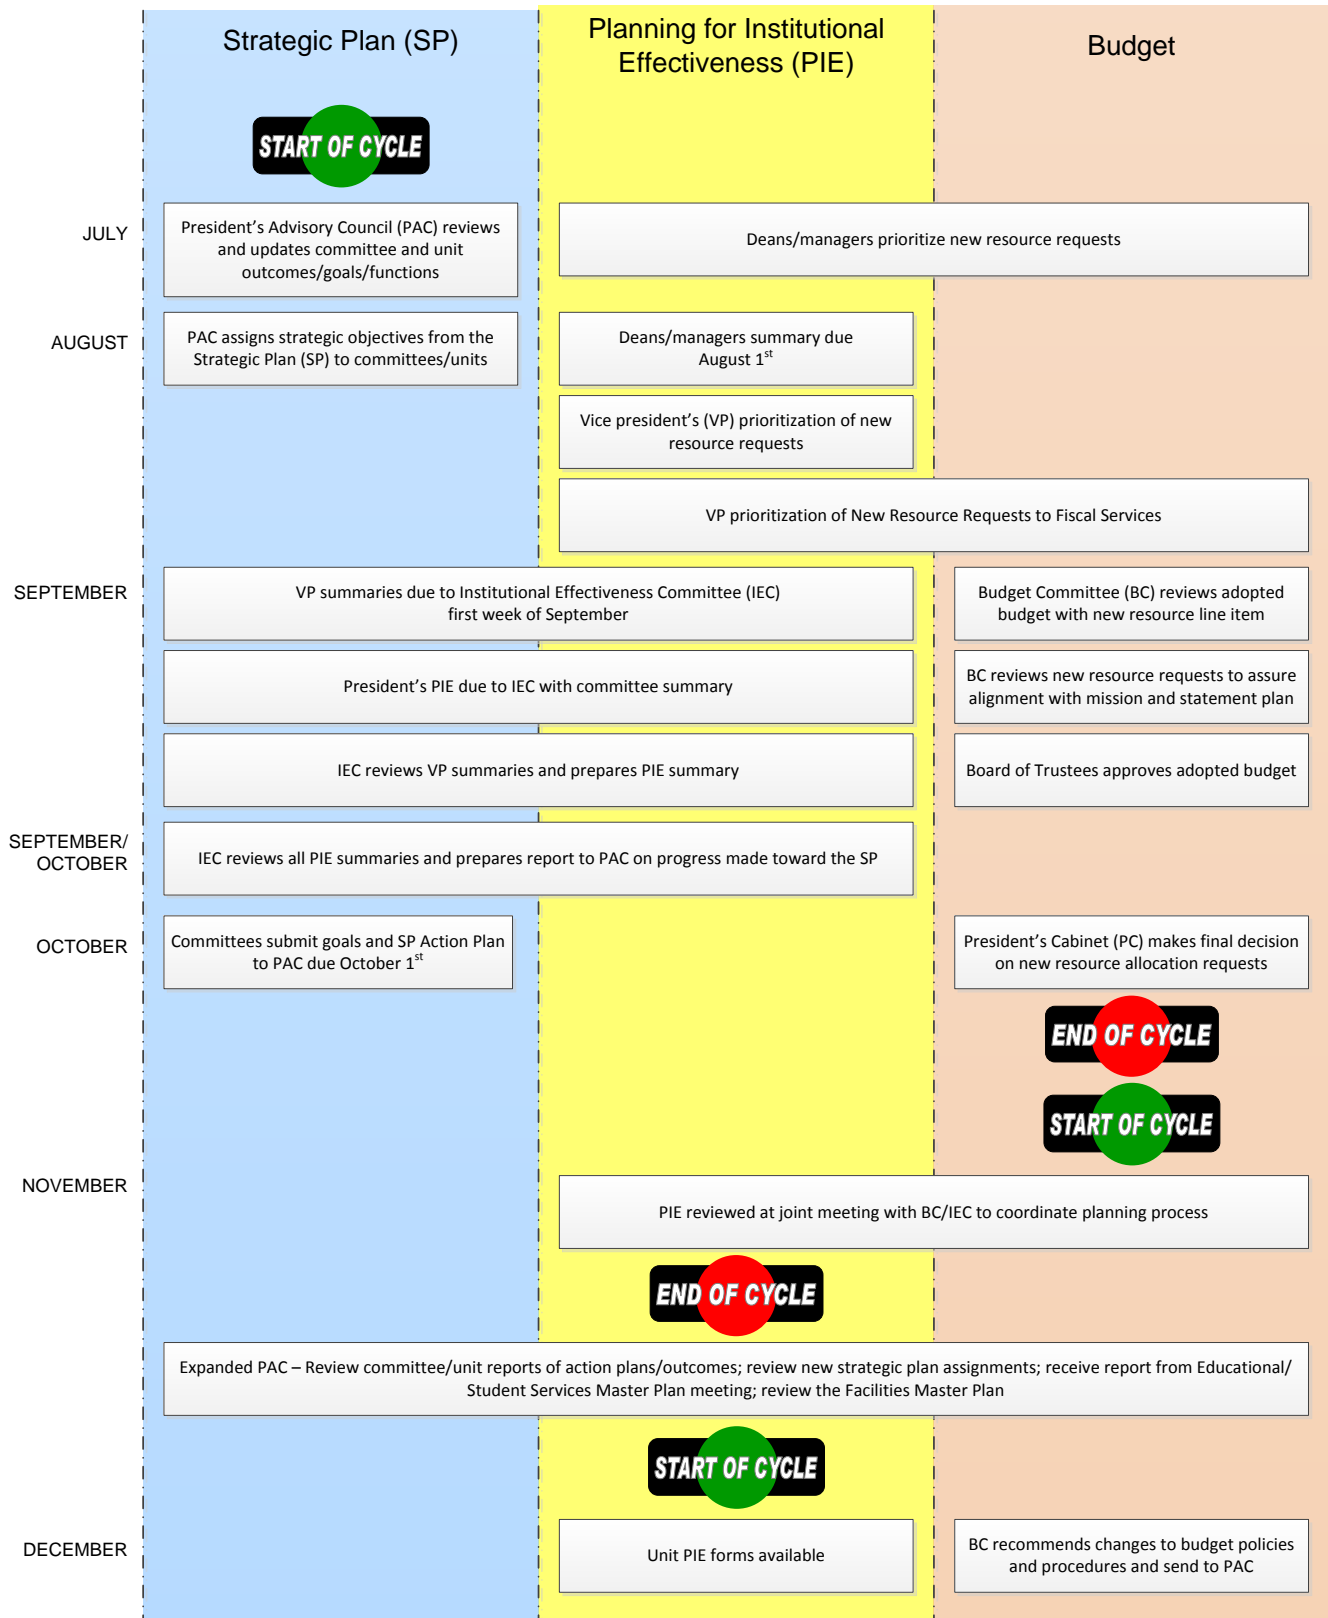 Strategic Plan (SP)
Planning for Institutional
Effectiveness (PIE)
Budget
START OF CYCLE
JULY
President’s Advisory Council (PAC) reviews
and updates committee and unit
outcomes/goals/functions
Deans/managers prioritize new resource requests
AUGUST
PAC assigns strategic objectives from the
Strategic Plan (SP) to committees/units
Deans/managers summary due
August 1st
Vice president’s (VP) prioritization of new
resource requests
VP prioritization of New Resource Requests to Fiscal Services
SEPTEMBER
VP summaries due to Institutional Effectiveness Committee (IEC)
first week of September
Budget Committee (BC) reviews adopted
budget with new resource line item
President’s PIE due to IEC with committee summary
BC reviews new resource requests to assure
alignment with mission and statement plan
IEC reviews VP summaries and prepares PIE summary
Board of Trustees approves adopted budget
SEPTEMBER/
OCTOBER
IEC reviews all PIE summaries and prepares report to PAC on progress made toward the SP
OCTOBER
Committees submit goals and SP Action Plan
to PAC due October 1st
President’s Cabinet (PC) makes final decision
on new resource allocation requests
END OF CYCLE
START OF CYCLE
NOVEMBER
PIE reviewed at joint meeting with BC/IEC to coordinate planning process
END OF CYCLE
Expanded PAC – Review committee/unit reports of action plans/outcomes; review new strategic plan assignments; receive report from Educational/
Student Services Master Plan meeting; review the Facilities Master Plan
START OF CYCLE
DECEMBER
Unit PIE forms available
BC recommends changes to budget policies
and procedures and send to PAC